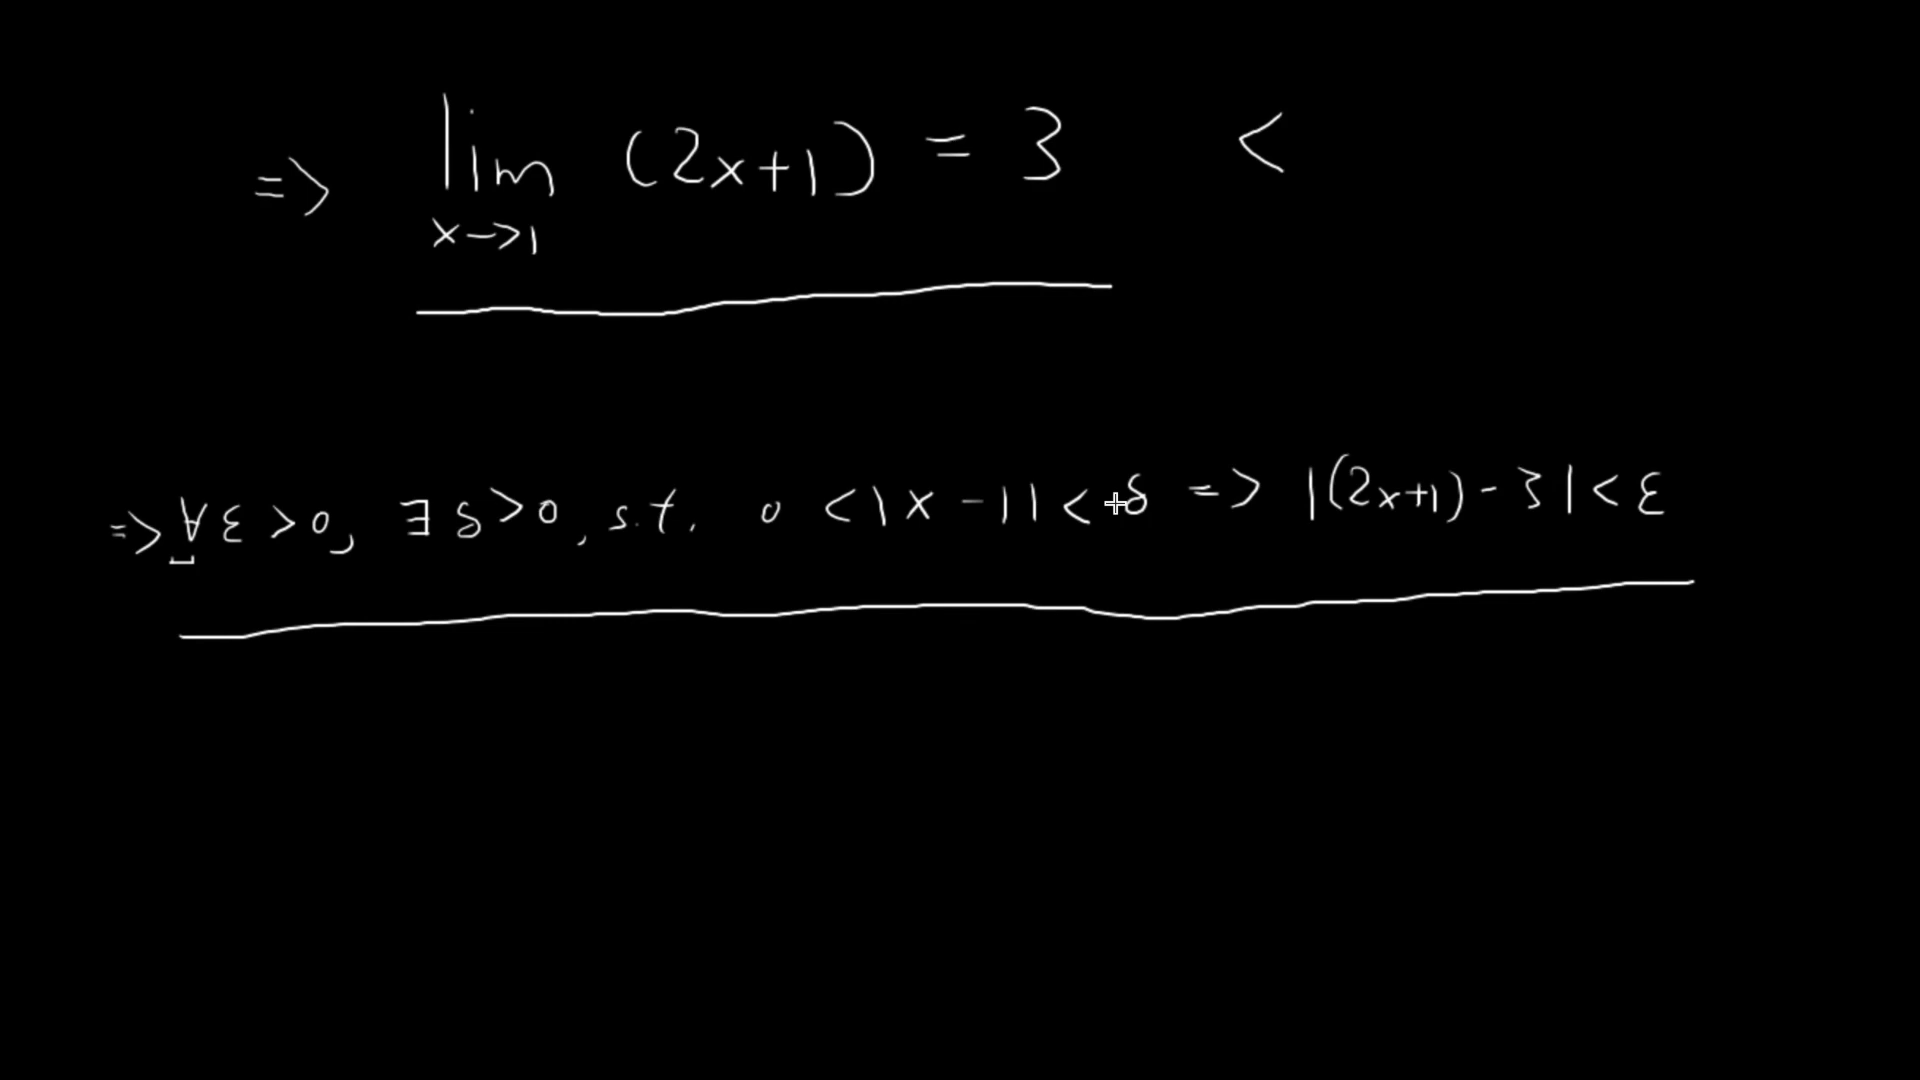 => lim (2x+1) = 3 <
x->1
=> ∀ε >0, ∃ δ>0, s.t. 0 <|x -1|< δ => |(2x+1)-3|< ε